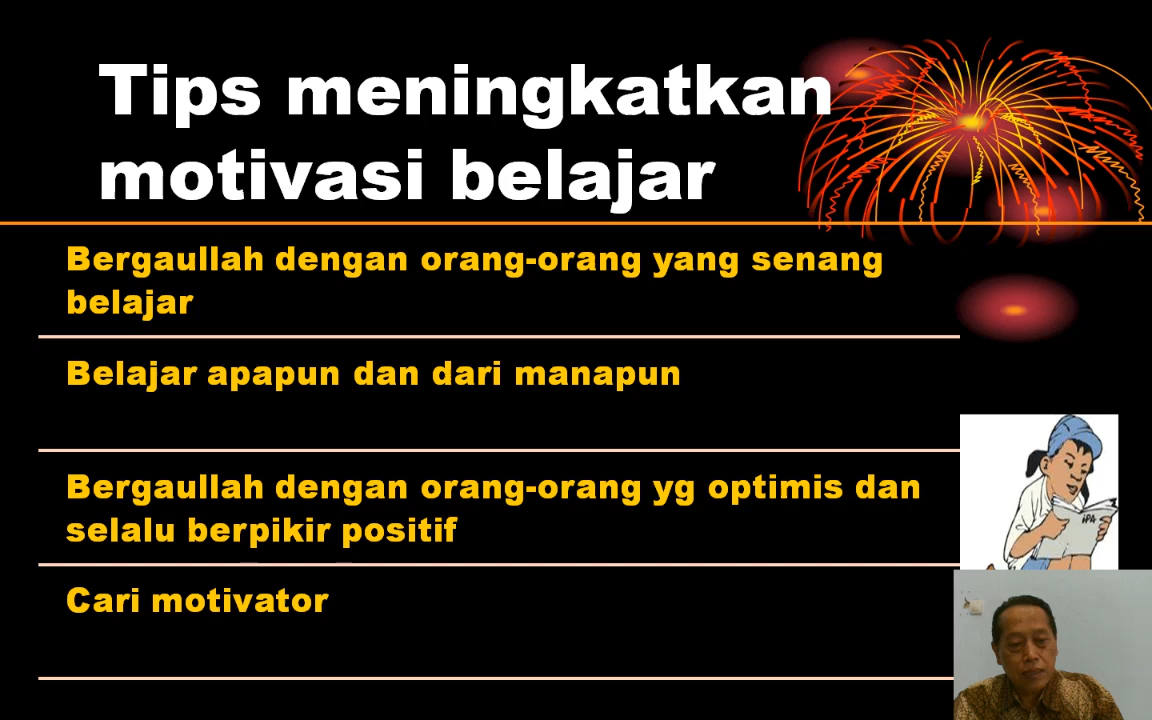 Tips meningkatkan
motivasi belajar
Bergaullah dengan orang-orang yang senang
belajar
Belajar apapun dan dari manapun
Bergaullah dengan orang-orang yg optimis dan
selalu berpikir positif
Cari motivator
iPA